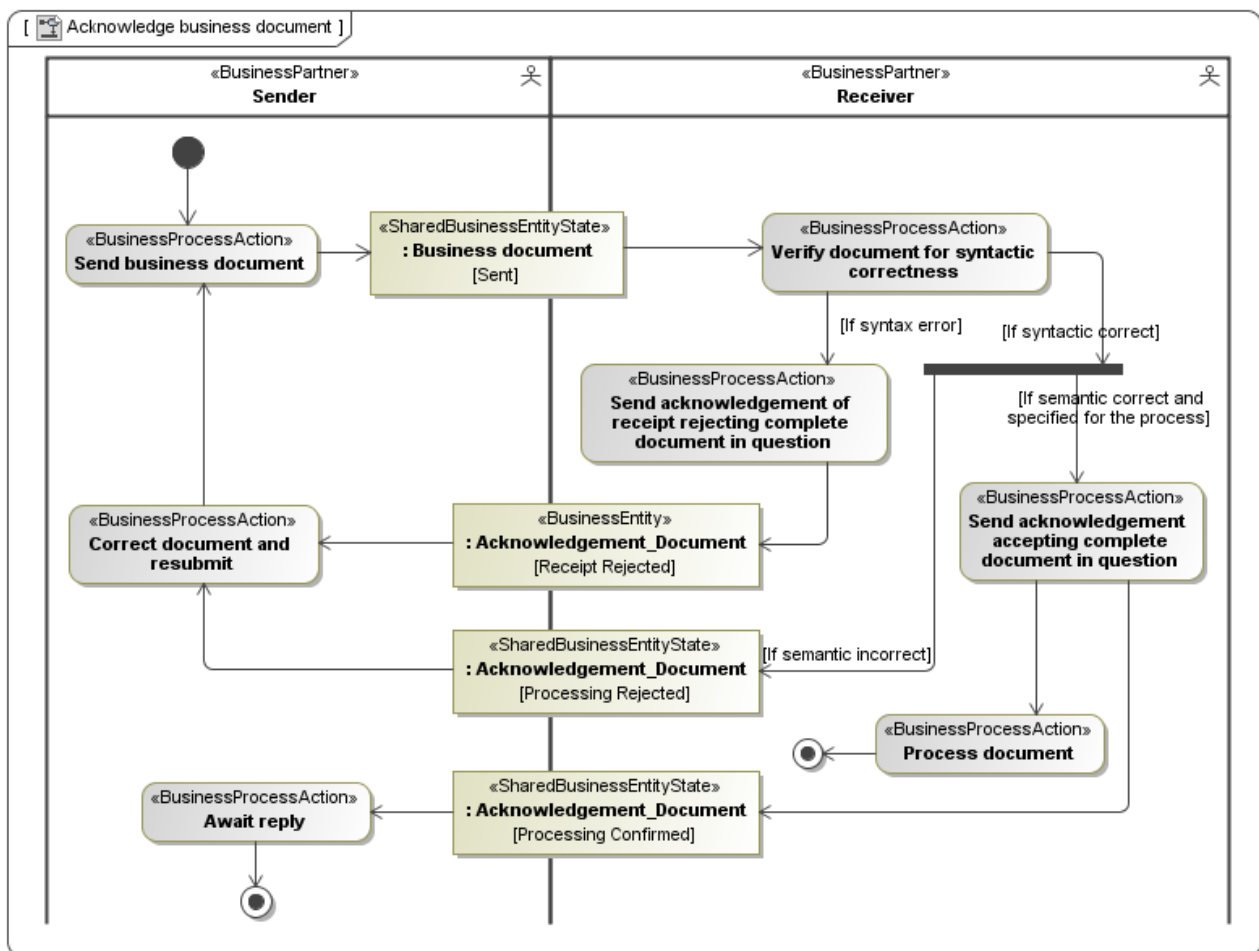 [ Acknowledge business document ]
«BusinessPartner»
Sender
«BusinessPartner»
Receiver
«BusinessProcessAction»
Send business document
«SharedBusinessEntityState»
: Business document
[Sent]
«BusinessProcessAction»
Verify document for syntactic
correctness
[If syntax error]
[If syntactic correct]
«BusinessProcessAction»
Send acknowledgement of
receipt rejecting complete
document in question
[If semantic correct and
specified for the process]
«BusinessProcessAction»
Correct document and
resubmit
«BusinessEntity»
: Acknowledgement_Document
[Receipt Rejected]
«BusinessProcessAction»
Send acknowledgement
accepting complete
document in question
«SharedBusinessEntityState»
: Acknowledgement_Document
[Processing Rejected]
[If semantic incorrect]
«BusinessProcessAction»
Process document
«BusinessProcessAction»
Await reply
«SharedBusinessEntityState»
: Acknowledgement_Document
[Processing Confirmed]